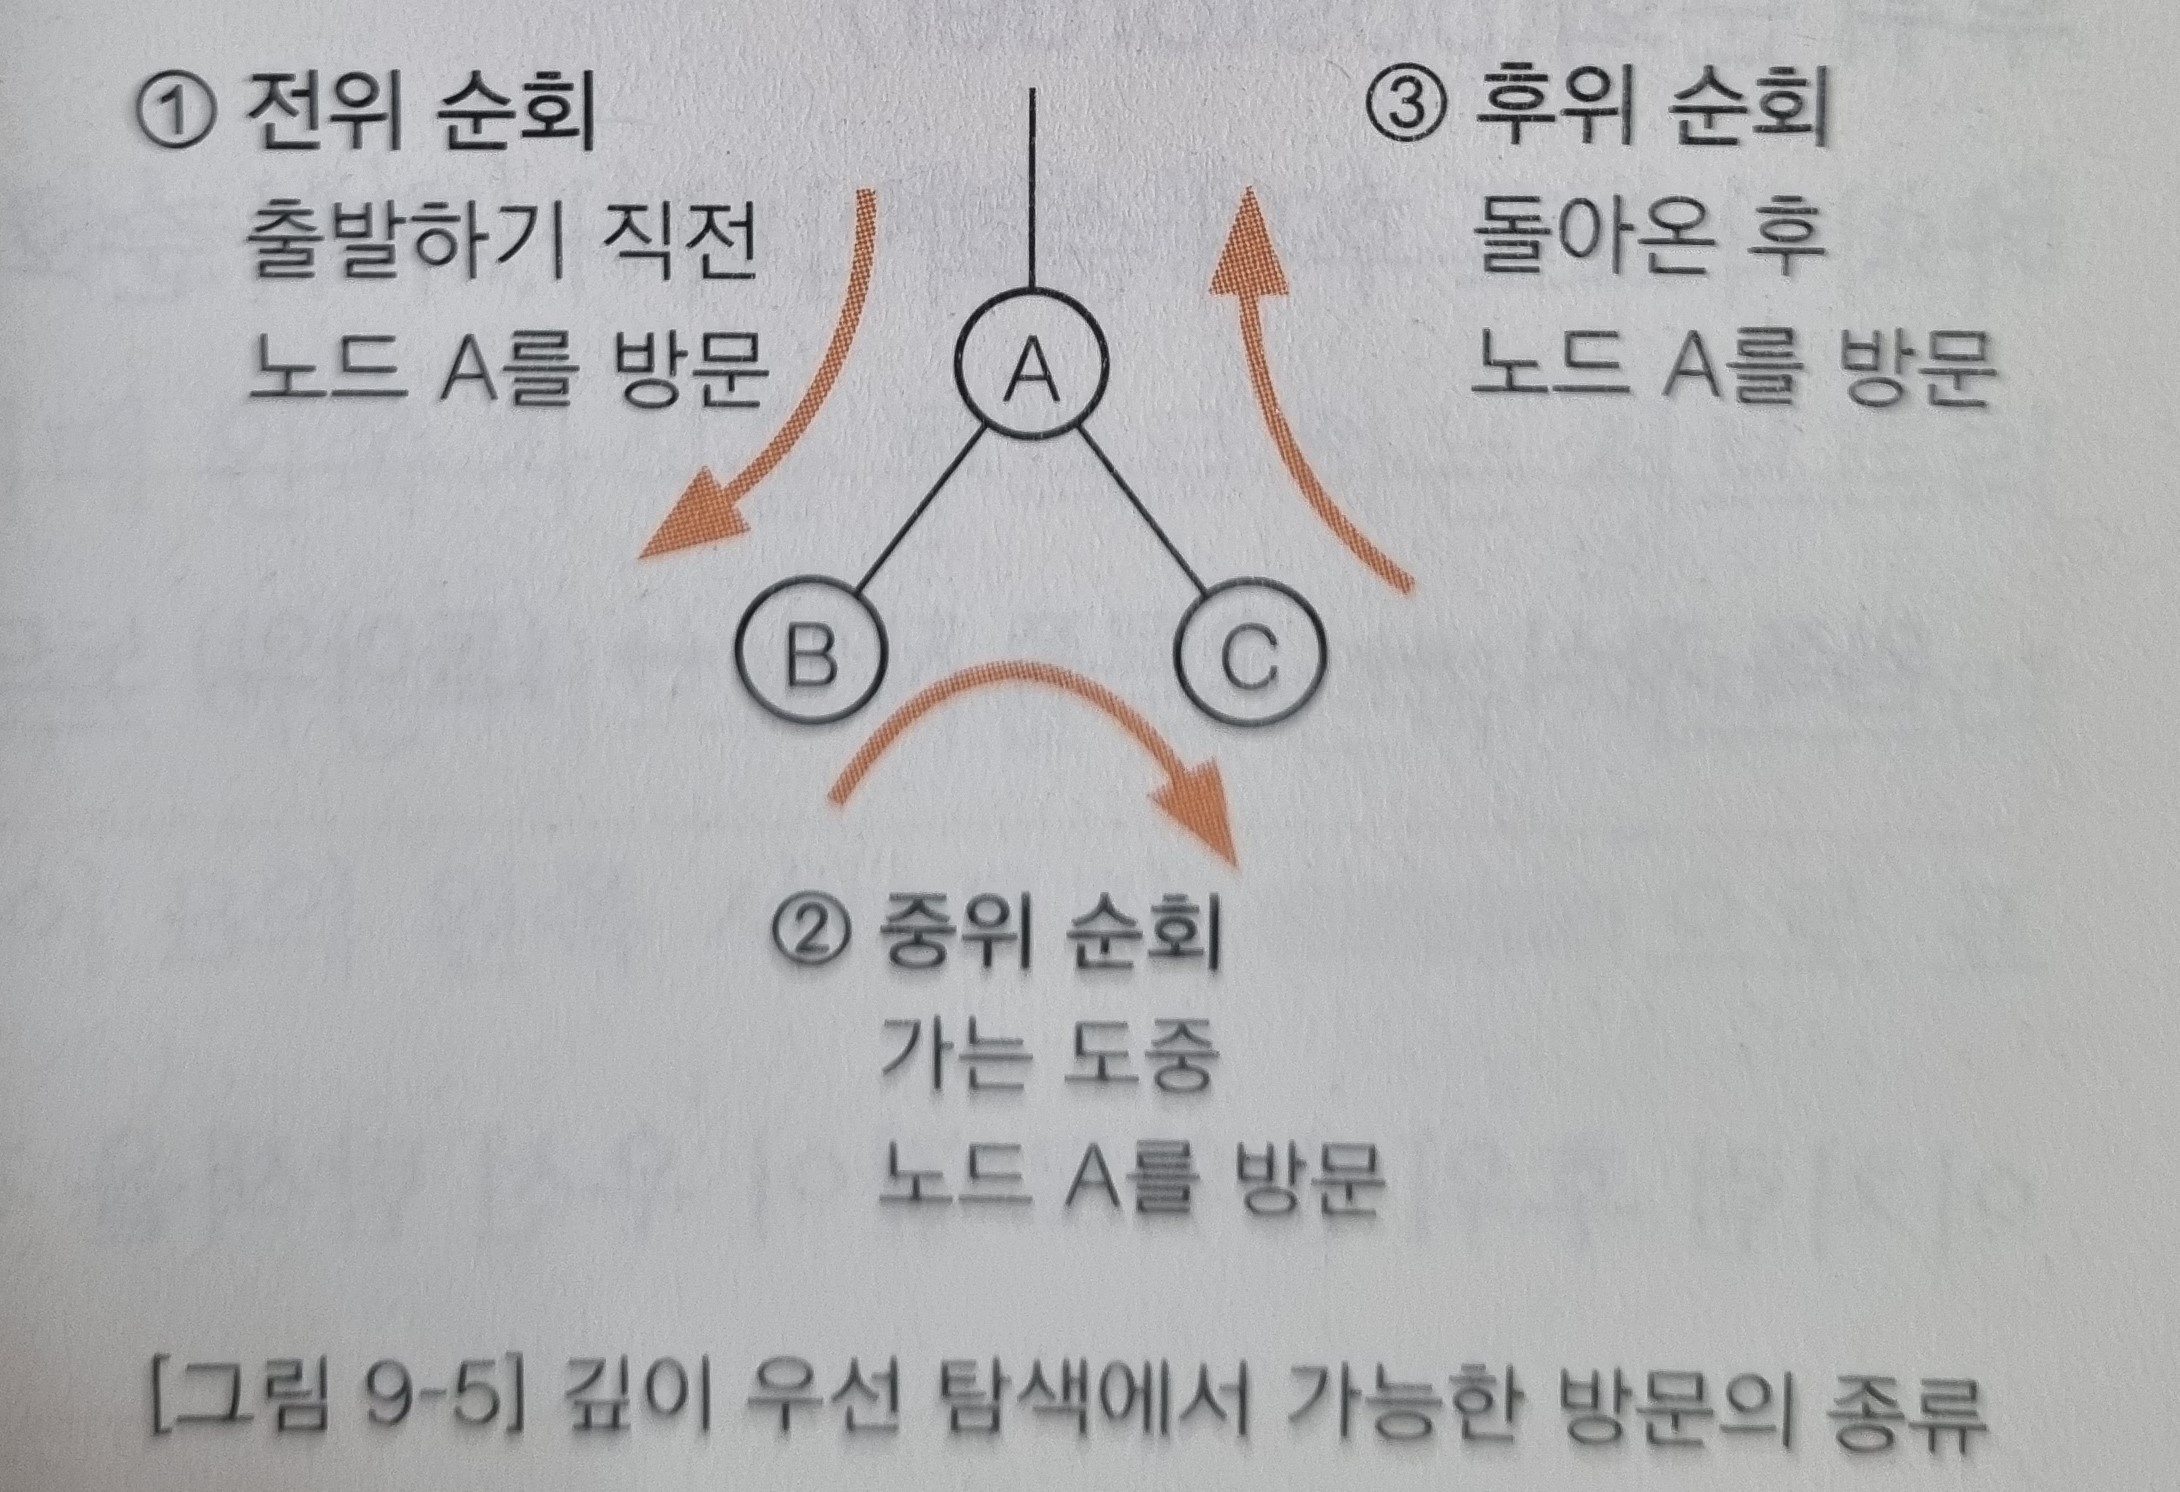 ① 전위 순회
출발하기 직전
노드 A를 방문
③ 후위 순회
돌아온 후
노드 A를 방문
A
B
C
② 중위 순회
가는 도중
노드 A를 방문
[그림 9-5] 깊이 우선 탐색에서 가능한 방문의 종류